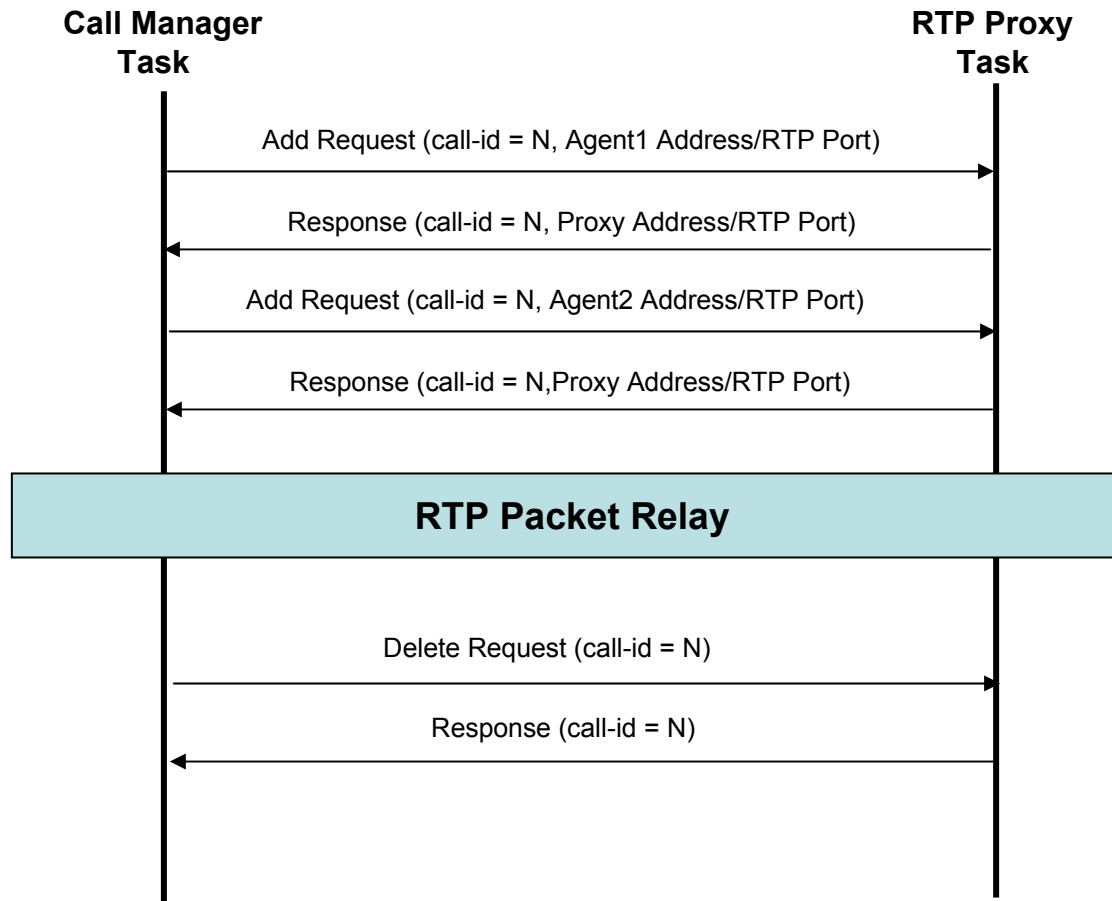 Call Manager
Task
RTP Proxy
Task
Add Request (call-id = N, Agent1 Address/RTP Port)
Response (call-id = N, Proxy Address/RTP Port)
Add Request (call-id = N, Agent2 Address/RTP Port)
Response (call-id = N,Proxy Address/RTP Port)
RTP Packet Relay
Delete Request (call-id = N)
Response (call-id = N)